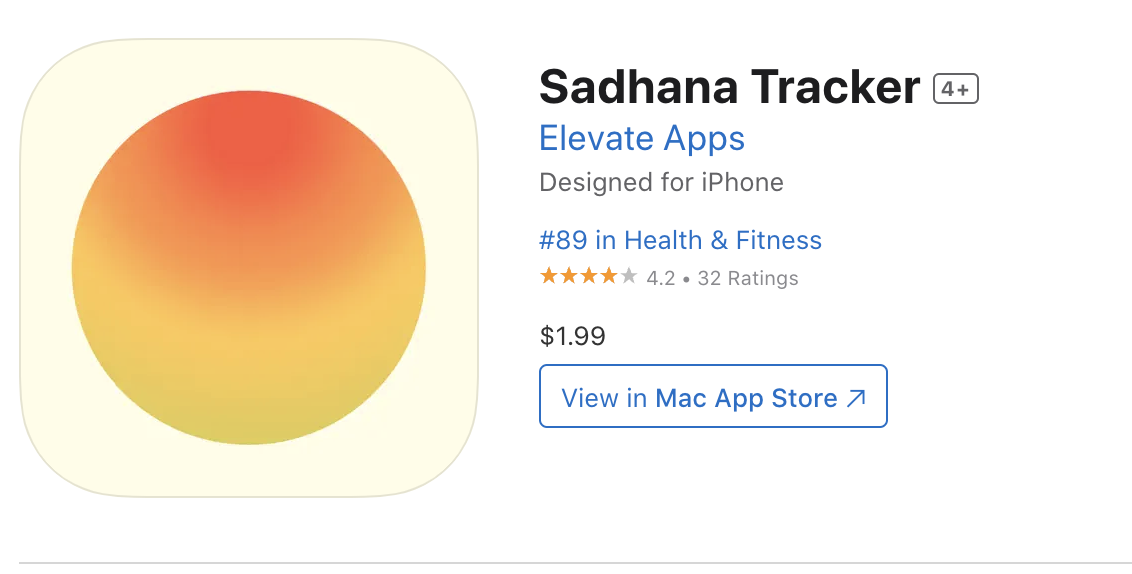 Sadhana Tracker 4+
Elevate Apps
Designed for iPhone
#89 in Health & Fitness
★★★★★ 4.2 • 32 Ratings
$1.99
View in Mac App Store ↗